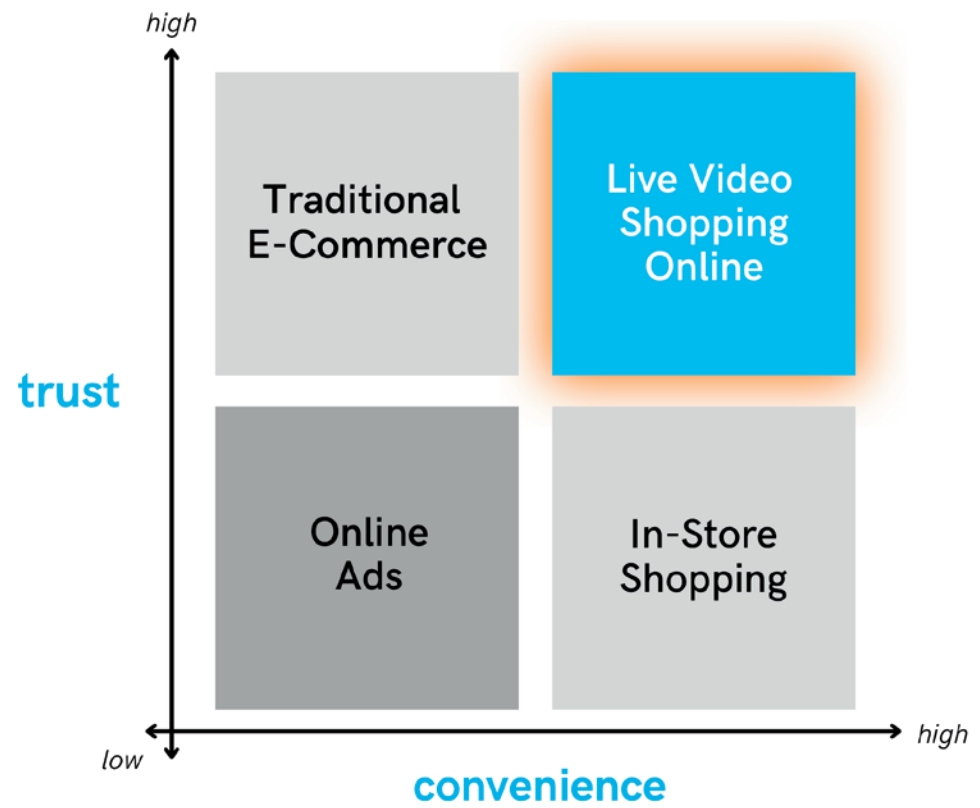 high
Traditional
E-Commerce
Live Video
Shopping
Online
trust
Online
Ads
In-Store
Shopping
low
high
convenience